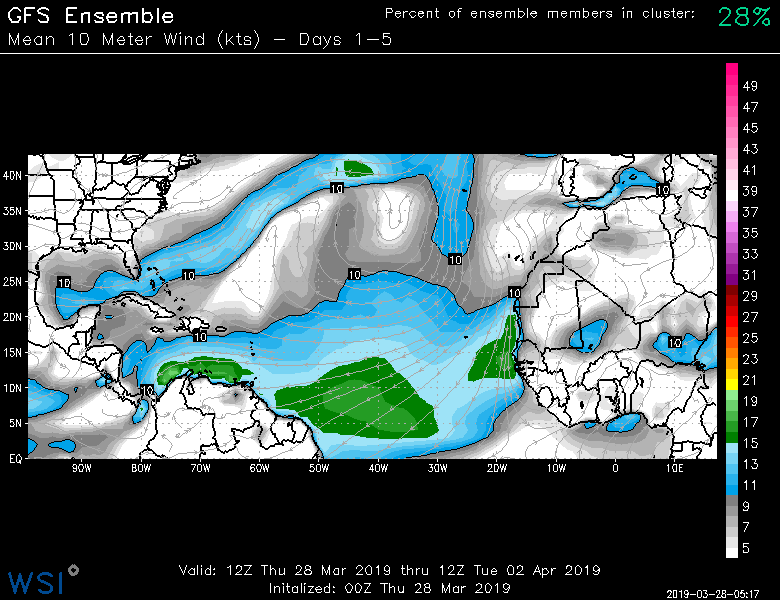 GFS Ensemble
Percent of ensemble members in cluster: 28%
Mean 10 Meter Wind (kts) – Days 1–5
49
47
45
43
41
39
37
35
33
31
29
27
25
23
21
19
17
15
13
11
9
7
5
40N
35N
30N
25N
20N
15N
10N
5N
EQ
10
10
10
10
10
10
10
10
10
10
90W 80W 70W 60W 50W 40W 30W 20W 10W 0 10E
Valid: 12Z Thu 28 Mar 2019 thru 12Z Tue 02 Apr 2019
Initalized: 00Z Thu 28 Mar 2019
WSI
2019-03-28-05:17